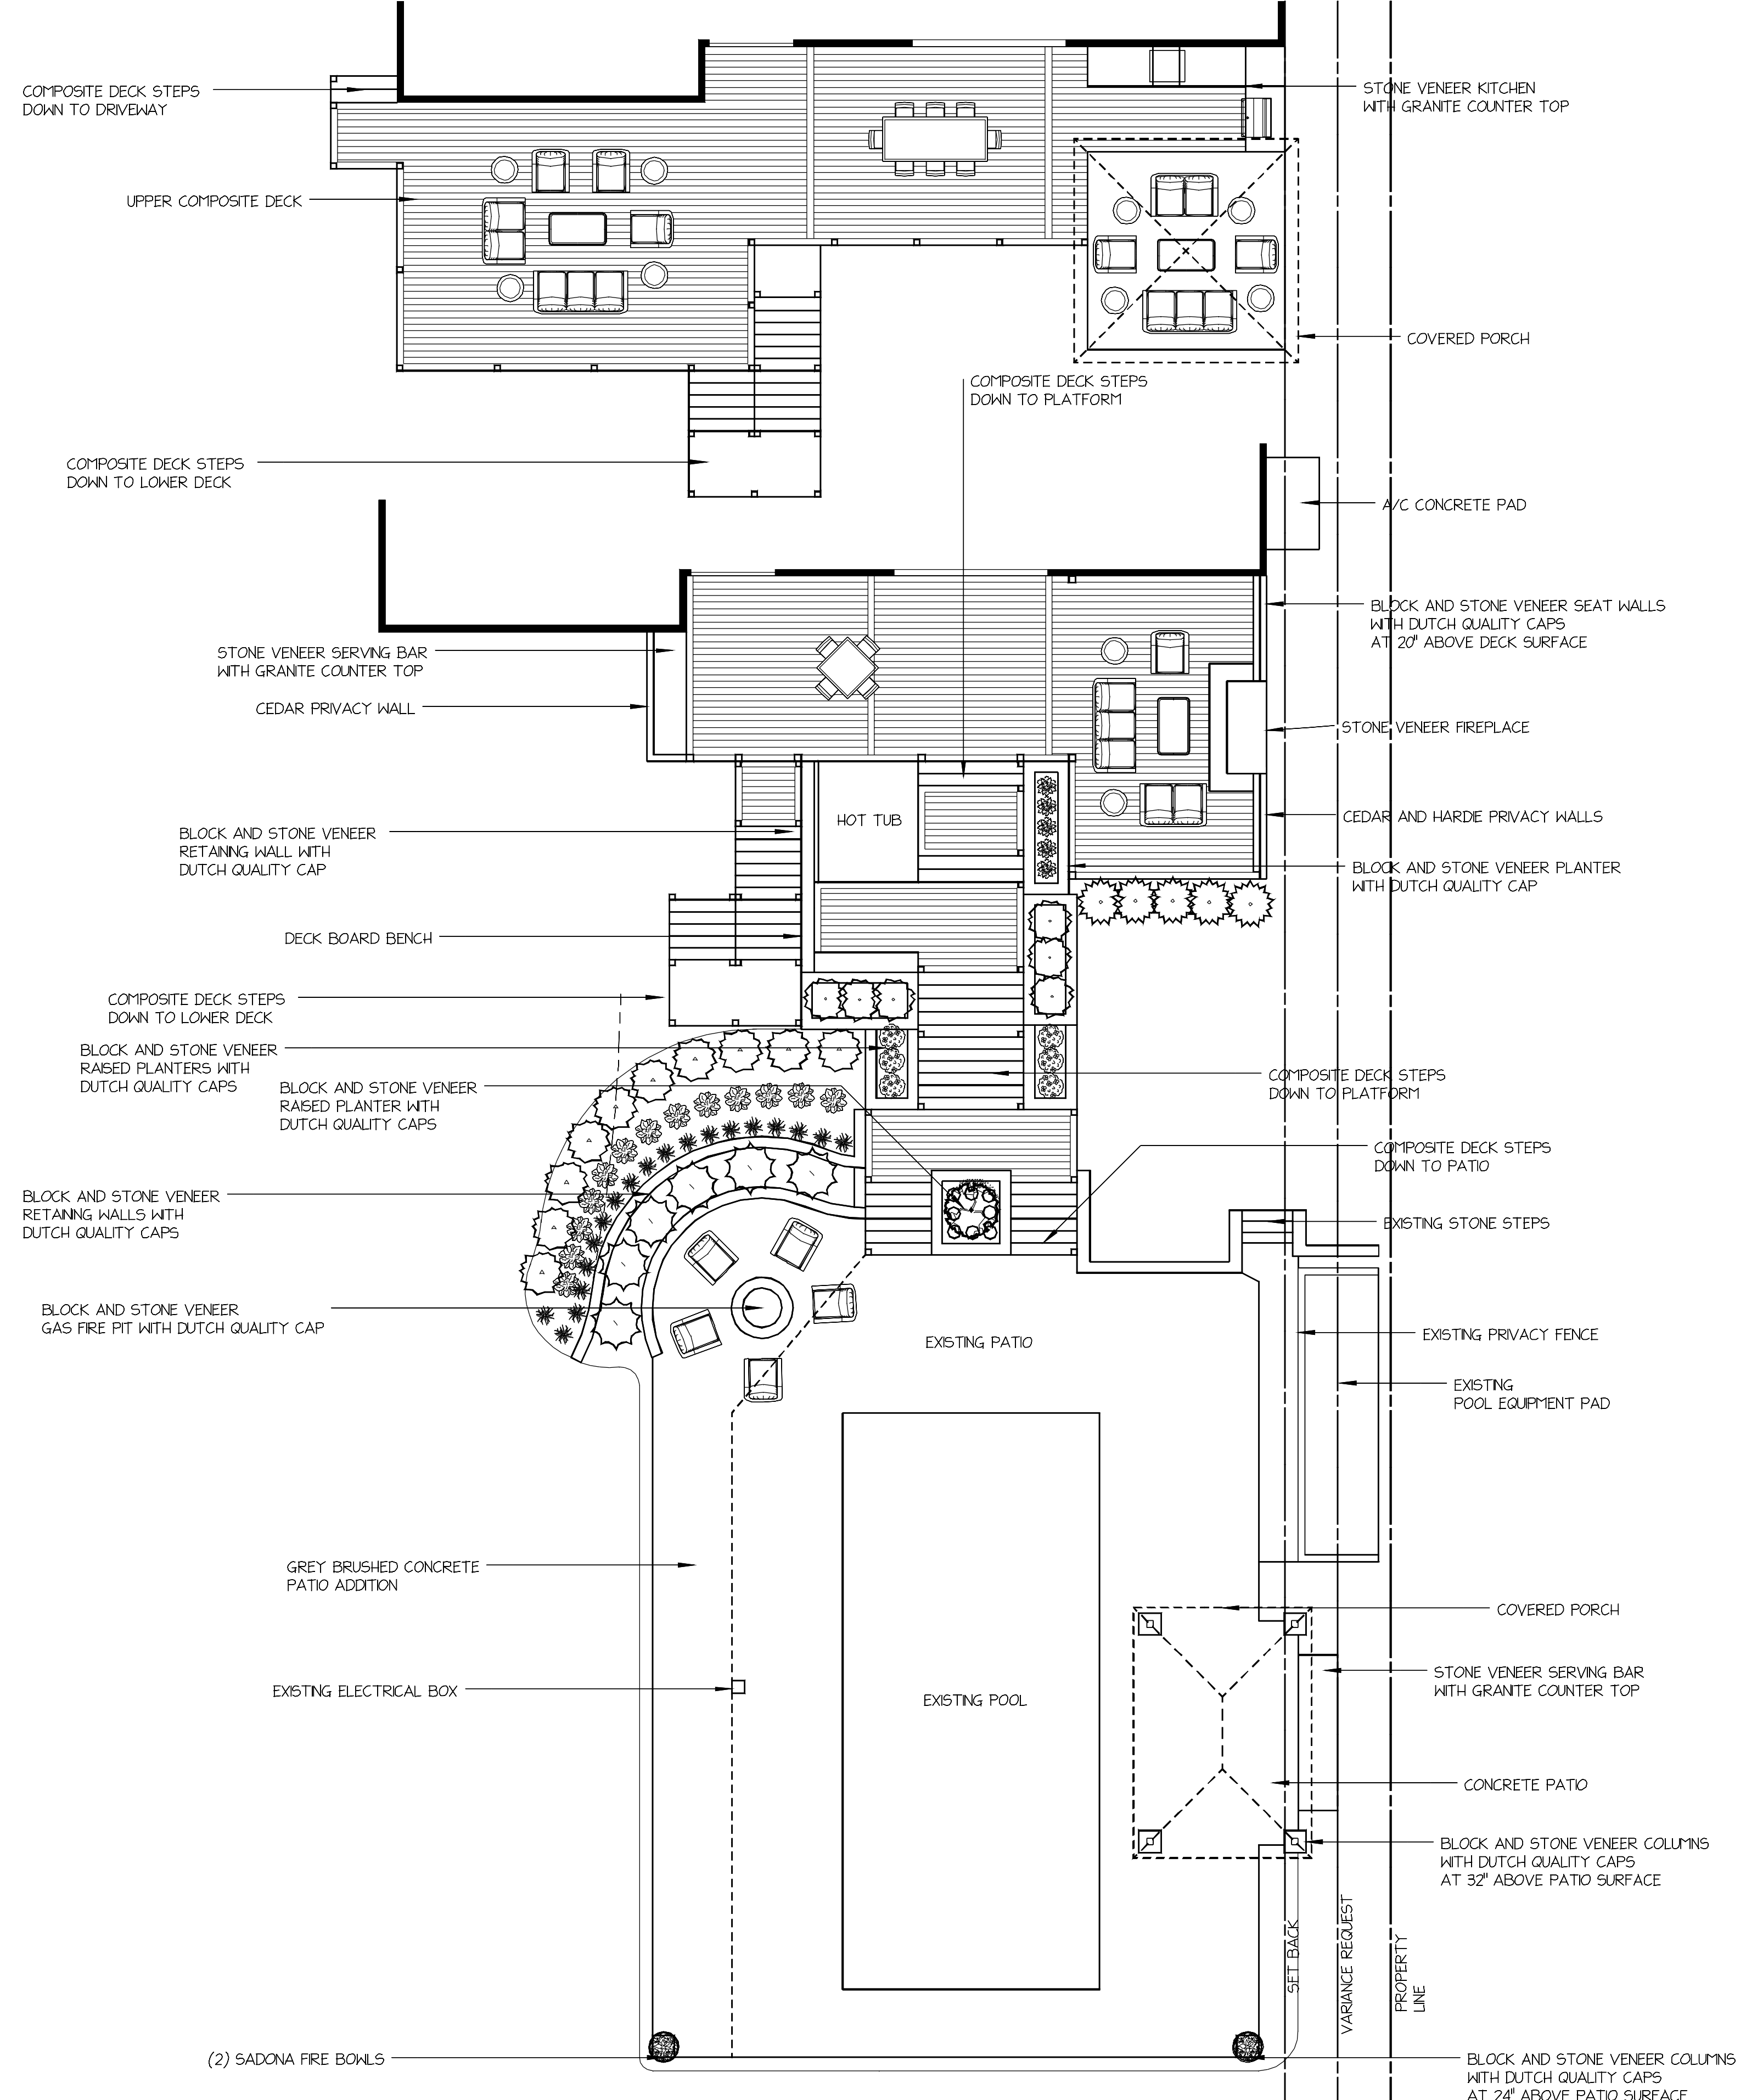 COMPOSITE DECK STEPS
DOWN TO DRIVEWAY
STONE VENEER KITCHEN
WITH GRANITE COUNTER TOP
UPPER COMPOSITE DECK
COVERED PORCH
COMPOSITE DECK STEPS
DOWN TO PLATFORM
COMPOSITE DECK STEPS
DOWN TO LOWER DECK
A/C CONCRETE PAD
BLOCK AND STONE VENEER SEAT WALLS
WITH DUTCH QUALITY CAPS
AT 20" ABOVE DECK SURFACE
STONE VENEER SERVING BAR
WITH GRANITE COUNTER TOP
CEDAR PRIVACY WALL
STONE VENEER FIREPLACE
HOT TUB
CEDAR AND HARDIE PRIVACY WALLS
BLOCK AND STONE VENEER
RETAINING WALL WITH
DUTCH QUALITY CAP
BLOCK AND STONE VENEER PLANTER
WITH DUTCH QUALITY CAP
DECK BOARD BENCH
COMPOSITE DECK STEPS
DOWN TO LOWER DECK
BLOCK AND STONE VENEER
RAISED PLANTERS WITH
DUTCH QUALITY CAPS
BLOCK AND STONE VENEER
RAISED PLANTER WITH
DUTCH QUALITY CAPS
COMPOSITE DECK STEPS
DOWN TO PLATFORM
COMPOSITE DECK STEPS
DOWN TO PATIO
BLOCK AND STONE VENEER
RETAINING WALLS WITH
DUTCH QUALITY CAPS
EXISTING STONE STEPS
BLOCK AND STONE VENEER
GAS FIRE PIT WITH DUTCH QUALITY CAP
EXISTING PATIO
EXISTING PRIVACY FENCE
EXISTING
POOL EQUIPMENT PAD
GREY BRUSHED CONCRETE
PATIO ADDITION
COVERED PORCH
EXISTING ELECTRICAL BOX
EXISTING POOL
STONE VENEER SERVING BAR
WITH GRANITE COUNTER TOP
CONCRETE PATIO
BLOCK AND STONE VENEER COLUMNS
WITH DUTCH QUALITY CAPS
AT 32" ABOVE PATIO SURFACE
SET BACK
VARIANCE REQUEST
PROPERTY
LINE
(2) SADONA FIRE BOWLS
BLOCK AND STONE VENEER COLUMNS
WITH DUTCH QUALITY CAPS
AT 24" ABOVE PATIO SURFACE